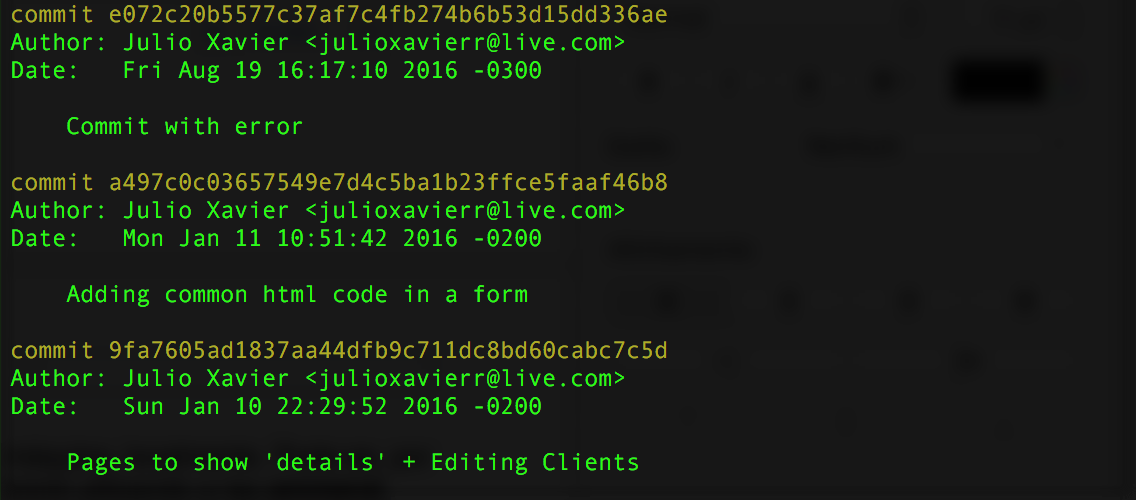 commit e072c20b5577c37af7c4fb274b6b53d15dd336ae
Author: Julio Xavier <julioxavierr@live.com>
Date:   Fri Aug 19 16:17:10 2016 -0300
    Commit with error
commit a497c0c03657549e7d4c5ba1b23ffce5faaf46b8
Author: Julio Xavier <julioxavierr@live.com>
Date:   Mon Jan 11 10:51:42 2016 -0200
    Adding common html code in a form
commit 9fa7605ad1837aa44dfb9c711dc8bd60cabc7c5d
Author: Julio Xavier <julioxavierr@live.com>
Date:   Sun Jan 10 22:29:52 2016 -0200
    Pages to show 'details' + Editing Clients